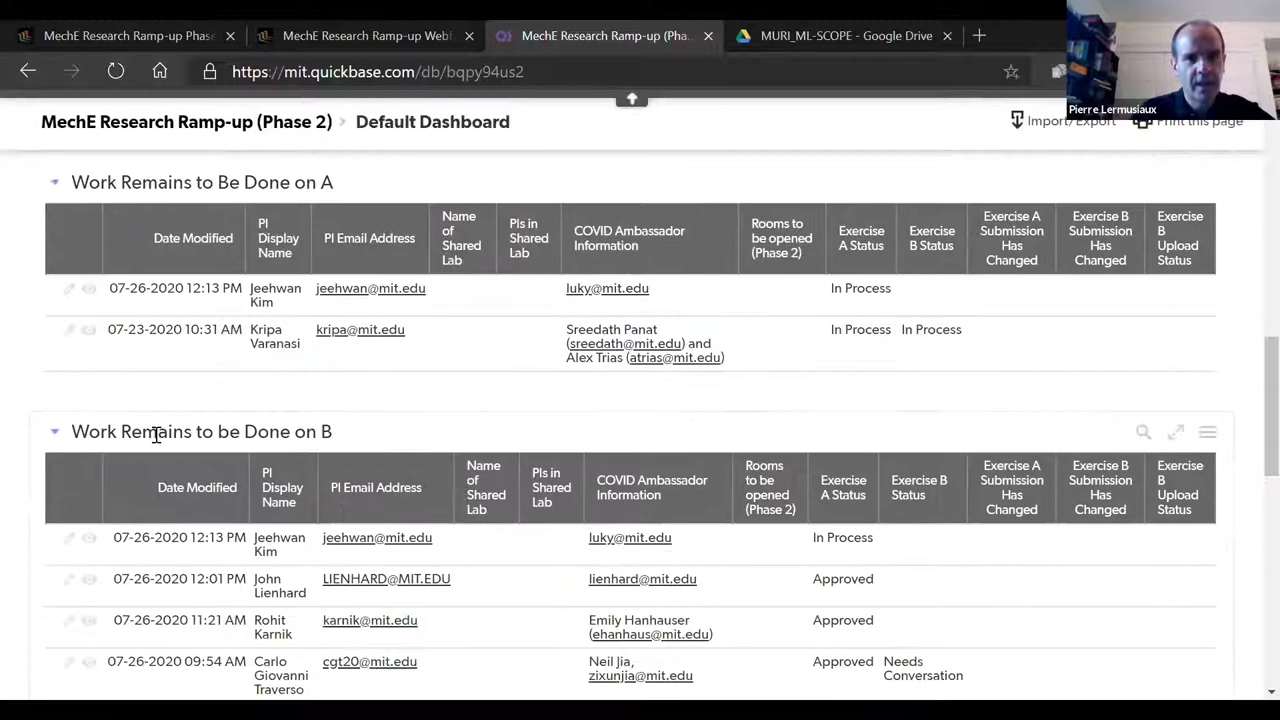 MechE Research Ramp-up Phas
MechE Research Ramp-up Webl
MechE Research Ramp-up (Pha
MURI_ML-SCOPE - Google Drive
https://mit.quickbase.com/db/bqpy94us2
Pierre Lermusiaux
MechE Research Ramp-up (Phase 2) > Default Dashboard
Import/Export
Print this page
Work Remains to Be Done on A
Date Modified
PI Display Name
PI Email Address
Name of Shared Lab
PIs in Shared Lab
COVID Ambassador Information
Rooms to be opened (Phase 2)
Exercise A Status
Exercise B Status
Exercise A Submission Has Changed
Exercise B Submission Has Changed
Exercise B Upload Status
07-26-2020 12:13 PM Jeehwan Kim jeehwan@mit.edu luky@mit.edu In Process
07-23-2020 10:31 AM Kripa Varanasi kripa@mit.edu Sreedath Panat (sreedath@mit.edu) and Alex Trias (atrias@mit.edu) In Process In Process
Work Remains to be Done on B
Date Modified
PI Display Name
PI Email Address
Name of Shared Lab
PIs in Shared Lab
COVID Ambassador Information
Rooms to be opened (Phase 2)
Exercise A Status
Exercise B Status
Exercise A Submission Has Changed
Exercise B Submission Has Changed
Exercise B Upload Status
07-26-2020 12:13 PM Jeehwan Kim jeehwan@mit.edu luky@mit.edu In Process
07-26-2020 12:01 PM John Lienhard LIENHARD@MIT.EDU lienhard@mit.edu Approved
07-26-2020 11:21 AM Rohit Karnik karnik@mit.edu Emily Hanhauser (ehanhaus@mit.edu) Approved
07-26-2020 09:54 AM Carlo Giovanni Traverso cgt20@mit.edu Neil Jia, zixunjia@mit.edu Approved Needs Conversation